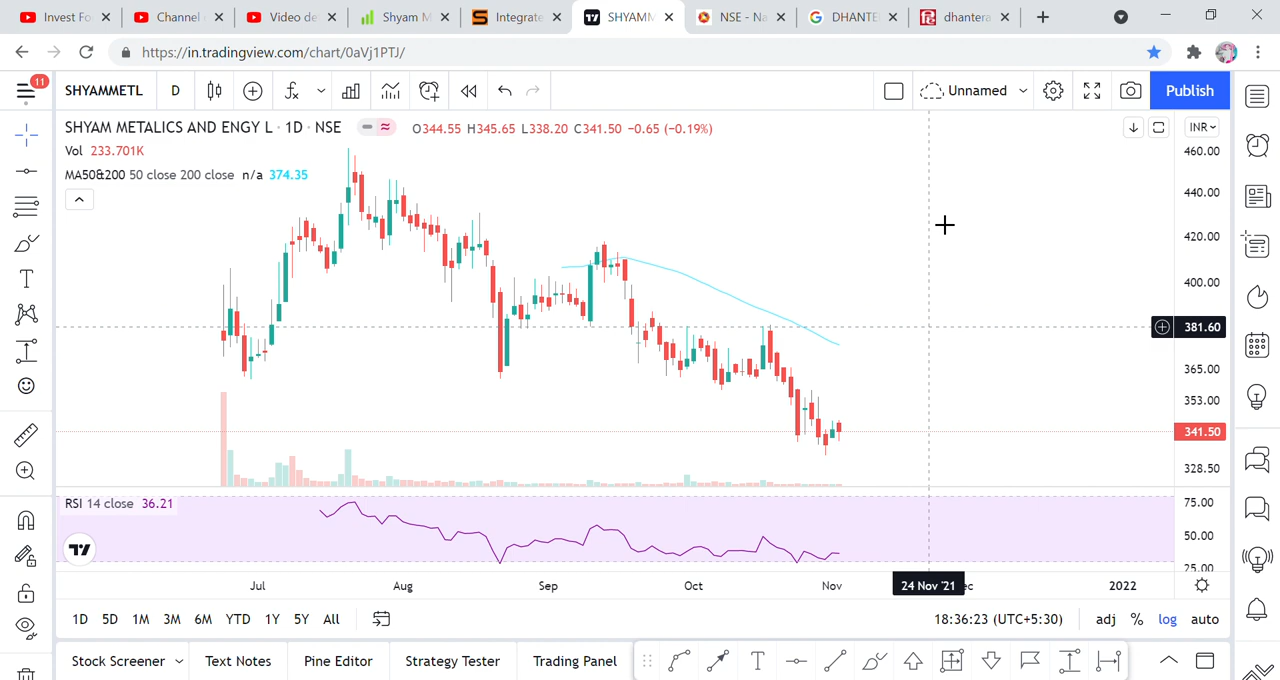 Invest Fo
Channel
Video de
Shyam M
Integrate
SHYAMM
NSE - Na
DHANTE
dhantera
https://in.tradingview.com/chart/0aVj1PTJ/
11
SHYAMMETL
D
Unnamed
Publish
SHYAM METALICS AND ENGY L · 1D · NSE
O344.55 H345.65 L338.20 C341.50 −0.65 (−0.19%)
INR
Vol 233.701K
MA50&200 50 close 200 close n/a 374.35
460.00
440.00
420.00
400.00
381.60
365.00
353.00
341.50
328.50
RSI 14 close 36.21
75.00
50.00
25.00
Jul
Aug
Sep
Oct
Nov
24 Nov '21
2022
1D 5D 1M 3M 6M YTD 1Y 5Y All
18:36:23 (UTC+5:30)
adj % log auto
Stock Screener
Text Notes
Pine Editor
Strategy Tester
Trading Panel